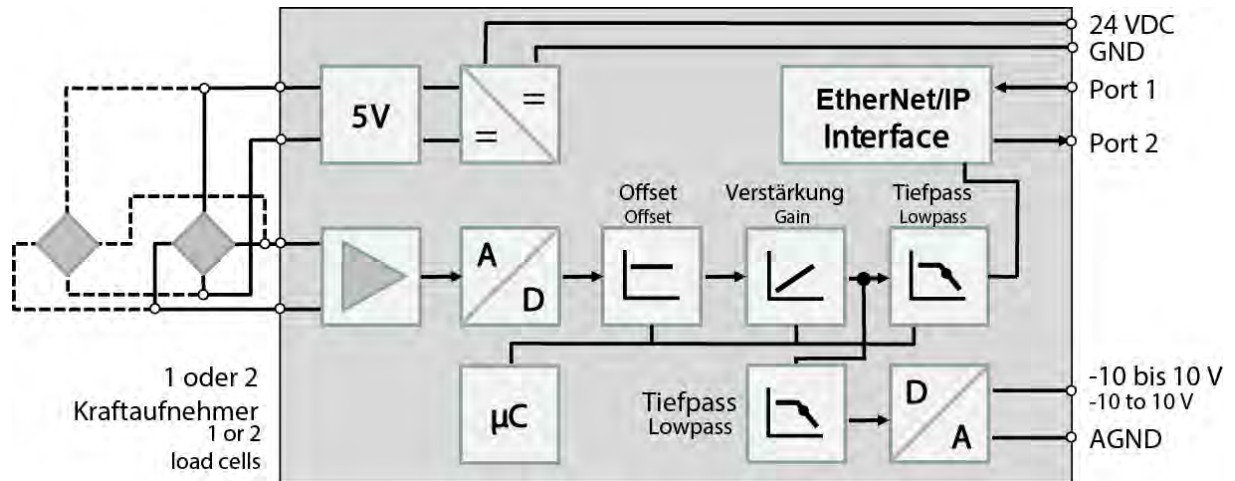 24 VDC
GND
5V
=
=
EtherNet/IP
Interface
Port 1
Port 2
Offset
Offset
Verstärkung
Gain
Tiefpass
Lowpass
A
D
1 oder 2
Kraftaufnehmer
1 or 2
load cells
µC
Tiefpass
Lowpass
D
A
-10 bis 10 V
-10 to 10 V
AGND